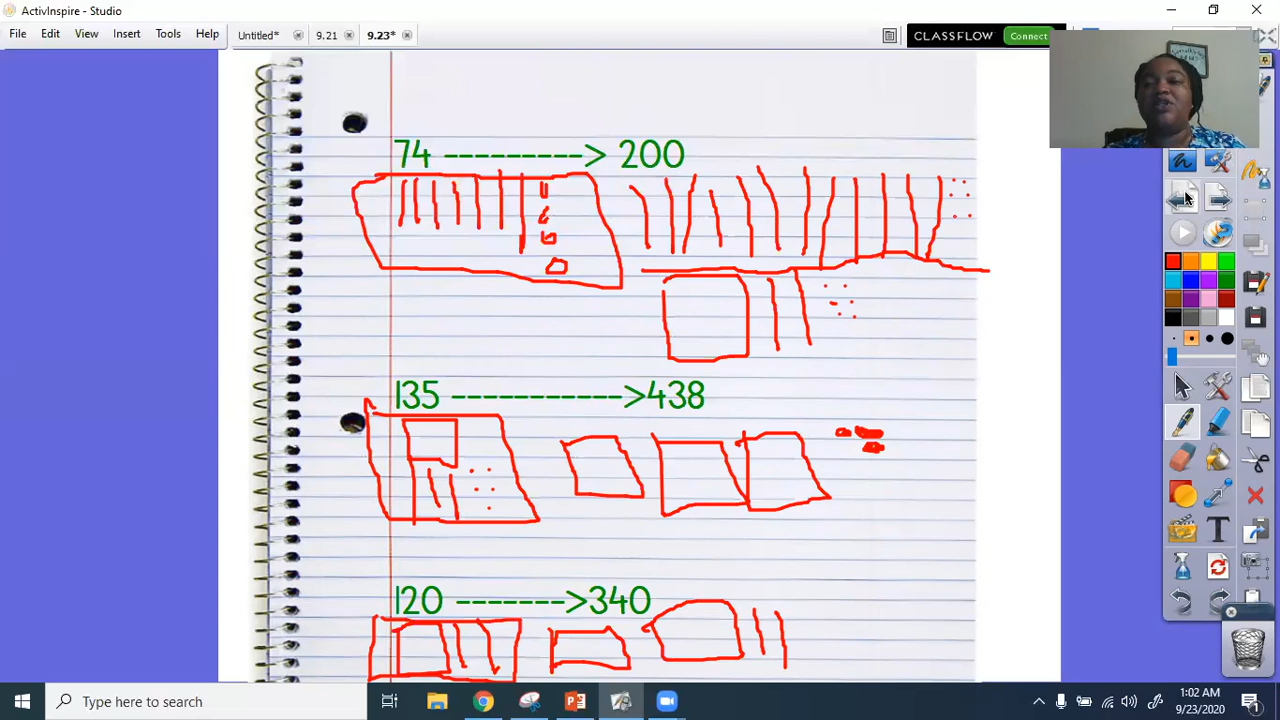 ActivInspire - Studio
File Edit View Insert Tools Help Untitled* 9.21 9.23* CLASSFLOW Connect
74 ---------> 200
135 ----------->438
120 ------->340
Type here to search
1:02 AM
9/23/2020